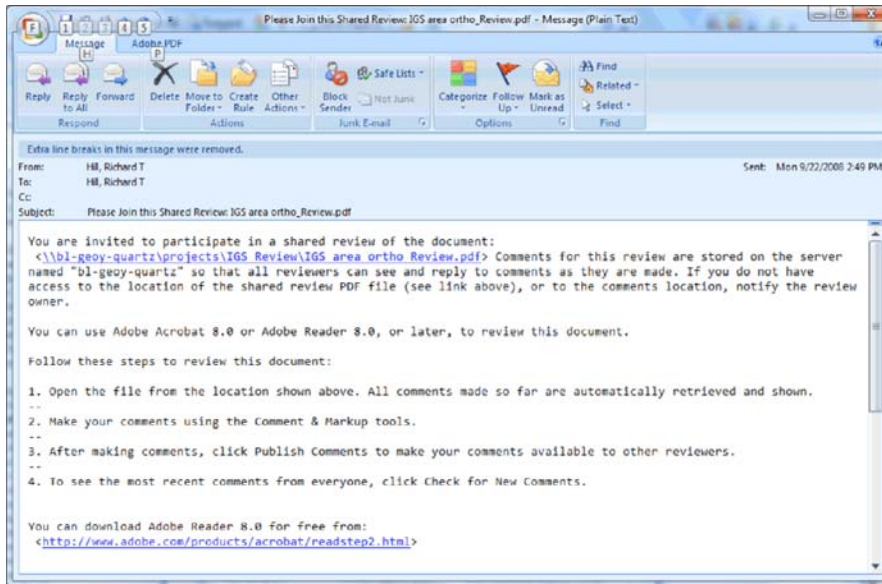 Please Join this Shared Review: IGS area ortho_Review.pdf - Message (Plain Text)
F 1 2 3 4 5
Message Adobe PDF
H P
Reply Reply to All Forward Delete Move to Folder Create Rule Other Actions Block Sender Safe Lists Not Junk Categorize Follow Up Mark as Unread Find Related Select
Respond Actions Junk E-mail Options Find
Extra line breaks in this message were removed.
From: Hill, Richard T Sent: Mon 9/22/2008 2:49 PM
To: Hill, Richard T
Cc:
Subject: Please Join this Shared Review: IGS area ortho_Review.pdf
You are invited to participate in a shared review of the document:
<\\bl-geoy-quartz\projects\IGS Review\IGS area ortho Review.pdf> Comments for this review are stored on the server
named "bl-geoy-quartz" so that all reviewers can see and reply to comments as they are made. If you do not have
access to the location of the shared review PDF file (see link above), or to the comments location, notify the review
owner.
You can use Adobe Acrobat 8.0 or Adobe Reader 8.0, or later, to review this document.
Follow these steps to review this document:
1. Open the file from the location shown above. All comments made so far are automatically retrieved and shown.
--
2. Make your comments using the Comment & Markup tools.
--
3. After making comments, click Publish Comments to make your comments available to other reviewers.
--
4. To see the most recent comments from everyone, click Check for New Comments.
You can download Adobe Reader 8.0 for free from:
<http://www.adobe.com/products/acrobat/readstep2.html>